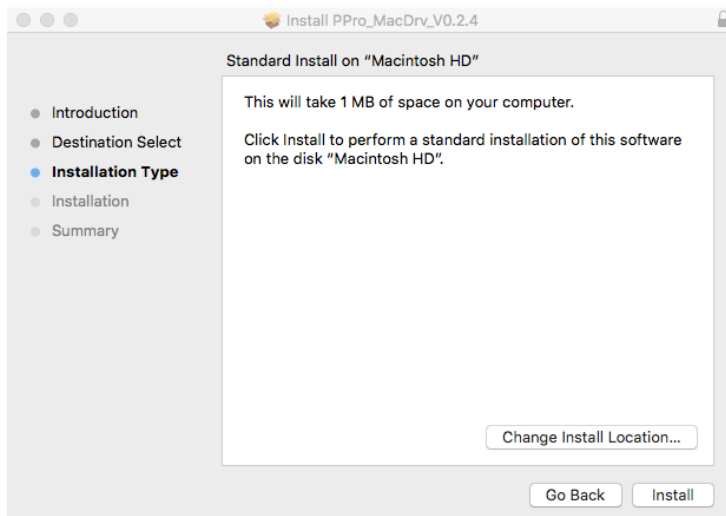 Install PPro_MacDrv_V0.2.4
Standard Install on “Macintosh HD”
Introduction
Destination Select
Installation Type
Installation
Summary
This will take 1 MB of space on your computer.
Click Install to perform a standard installation of this software
on the disk “Macintosh HD”.
Change Install Location...
Go Back
Install